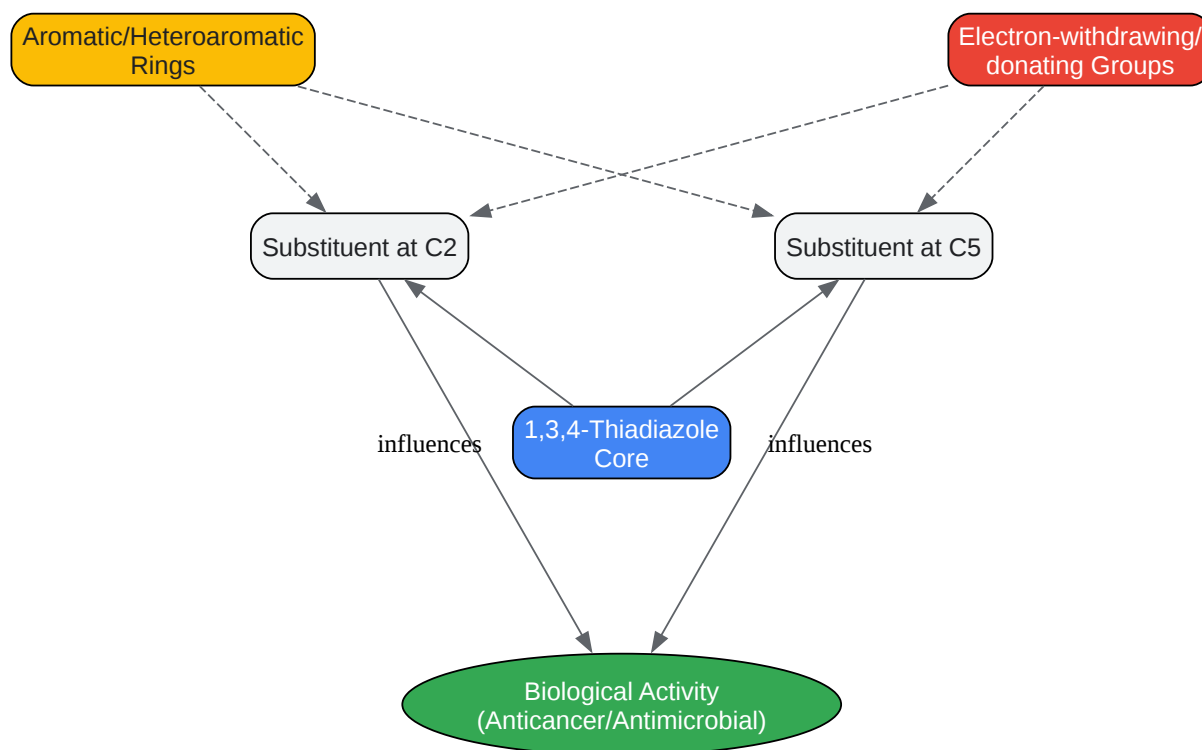 Aromatic/Heteroaromatic
Rings
Electron-withdrawing/
donating Groups
Substituent at C2
Substituent at C5
1,3,4-Thiadiazole
Core
influences
influences
Biological Activity
(Anticancer/Antimicrobial)